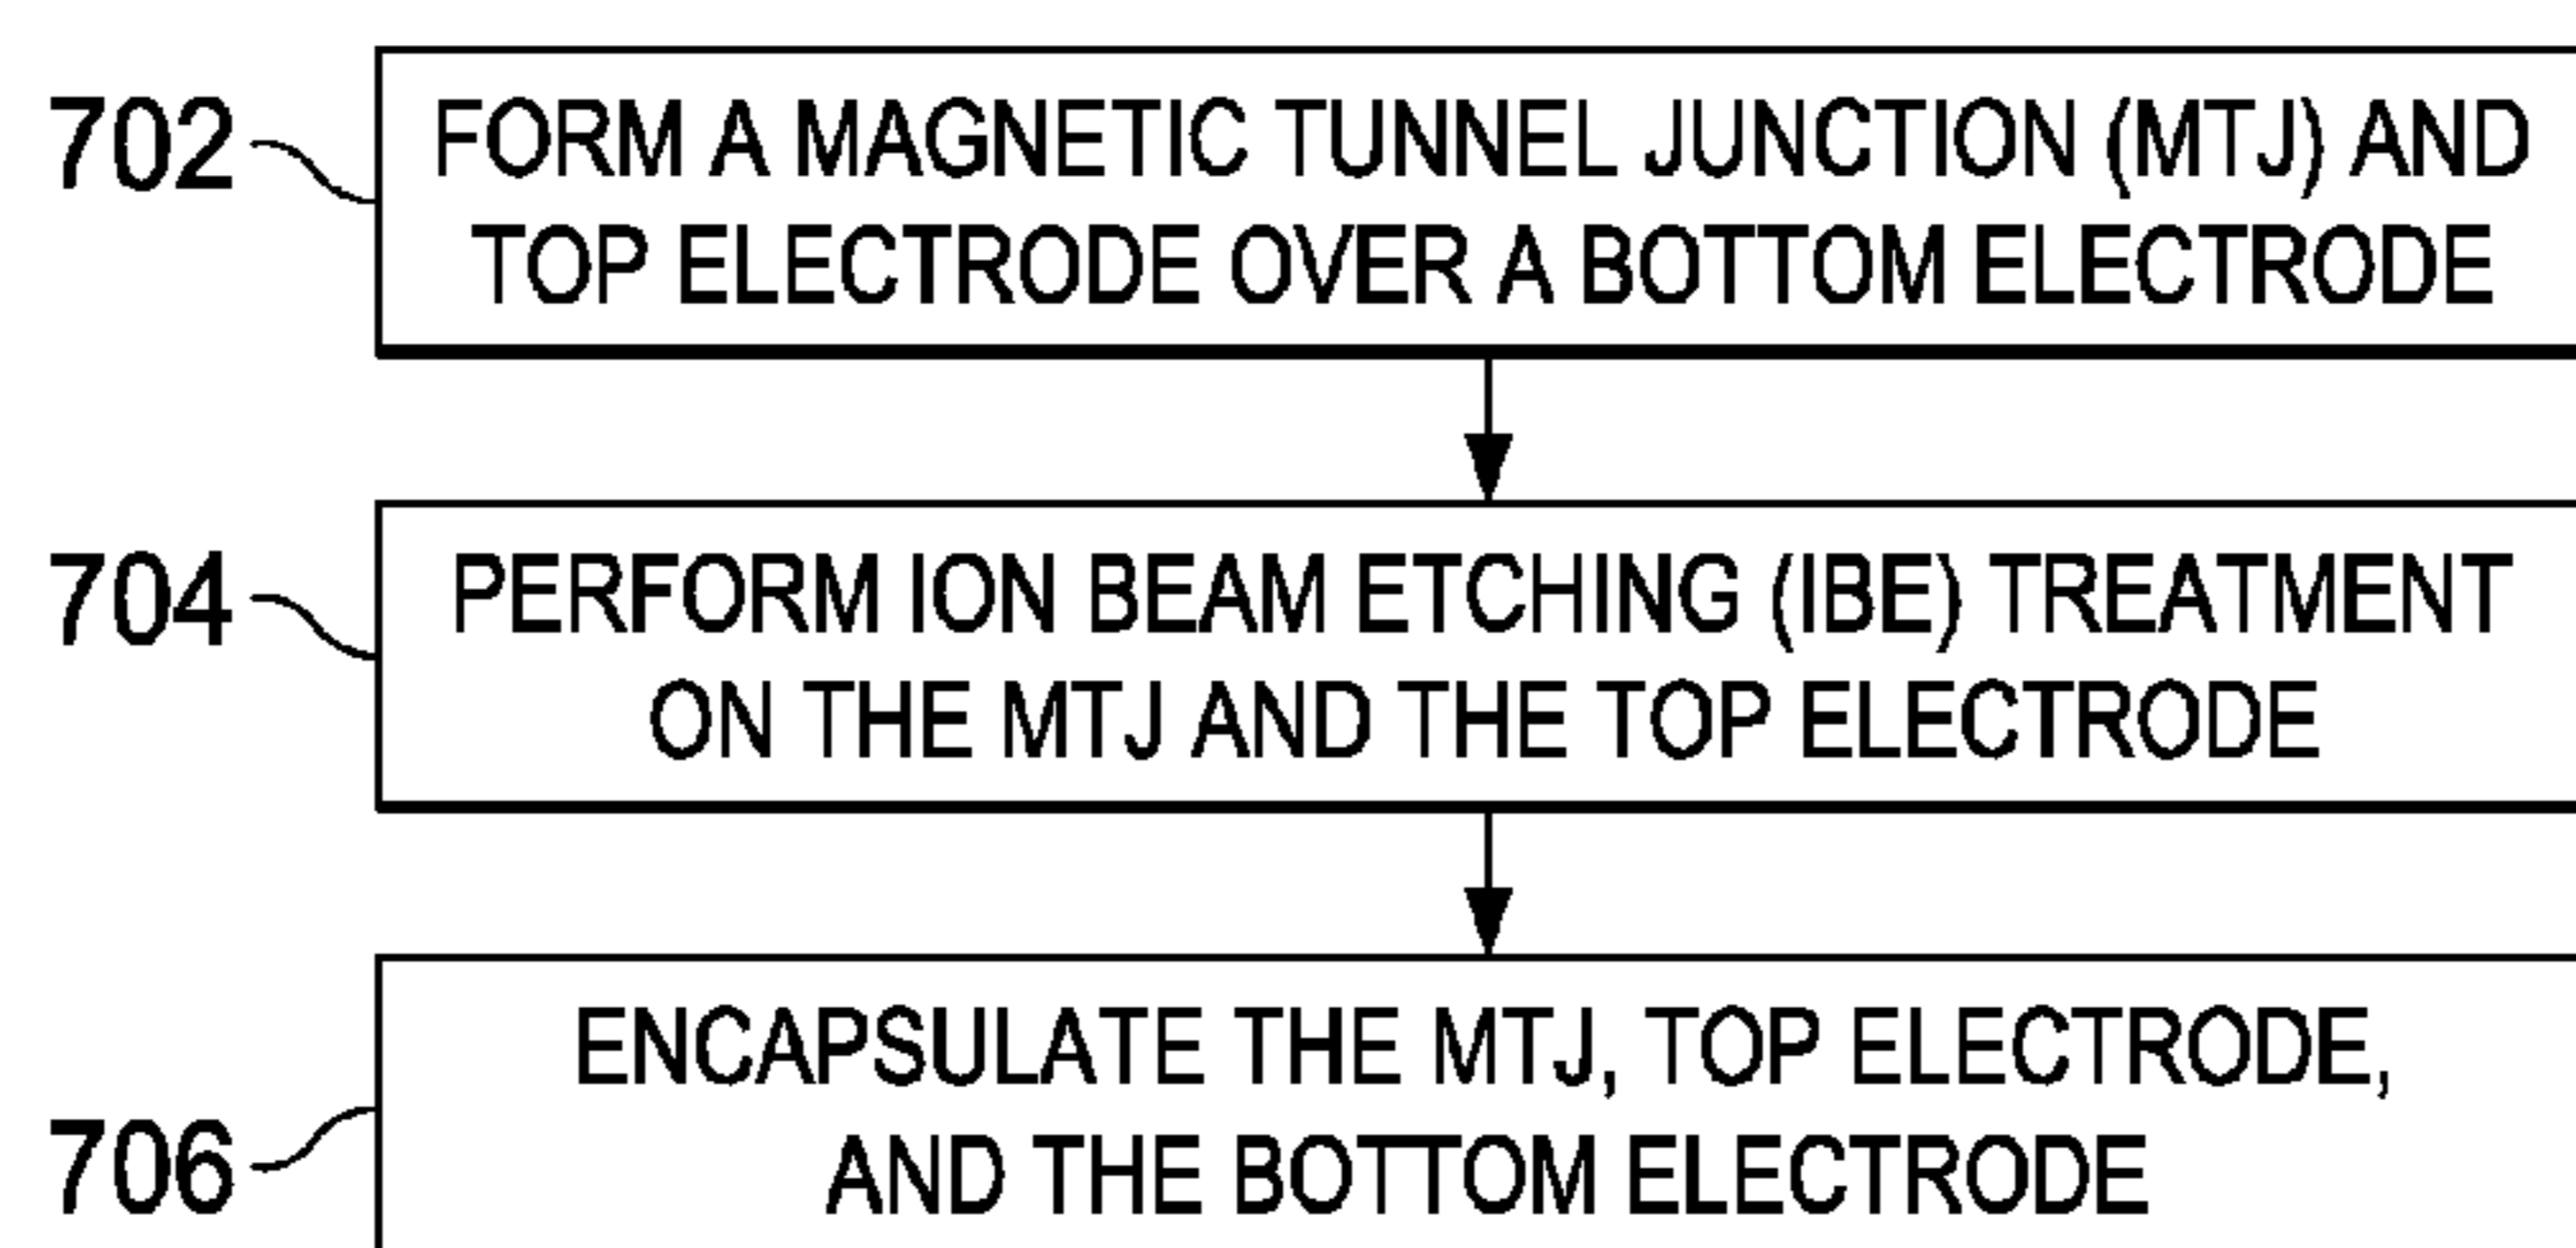 702
FORM A MAGNETIC TUNNEL JUNCTION (MTJ) AND
TOP ELECTRODE OVER A BOTTOM ELECTRODE
704
PERFORM ION BEAM ETCHING (IBE) TREATMENT
ON THE MTJ AND THE TOP ELECTRODE
706
ENCAPSULATE THE MTJ, TOP ELECTRODE,
AND THE BOTTOM ELECTRODE